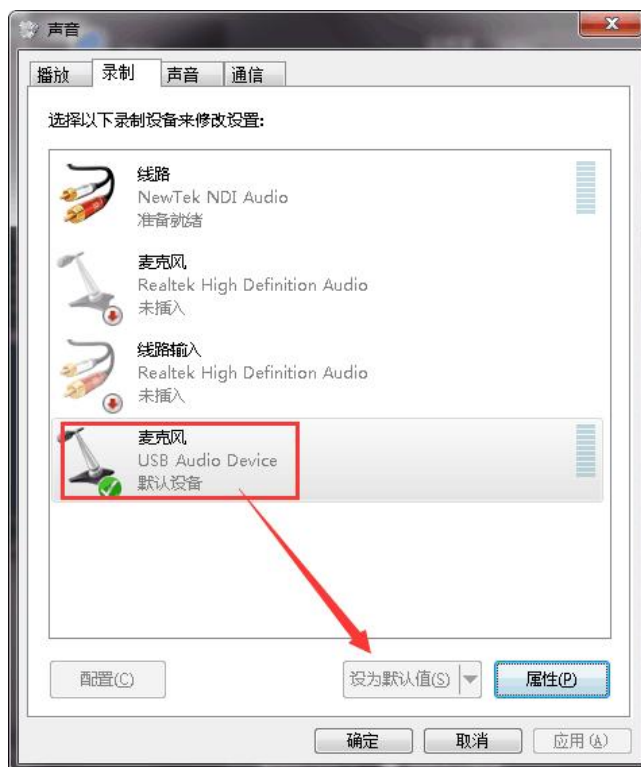 声音
播放
录制
声音
通信
选择以下录制设备来修改设置:
线路
NewTek NDI Audio
准备就绪
麦克风
Realtek High Definition Audio
未插入
线路输入
Realtek High Definition Audio
未插入
麦克风
USB Audio Device
默认设备
配置(C)
设为默认值(S)
属性(P)
确定
取消
应用(A)